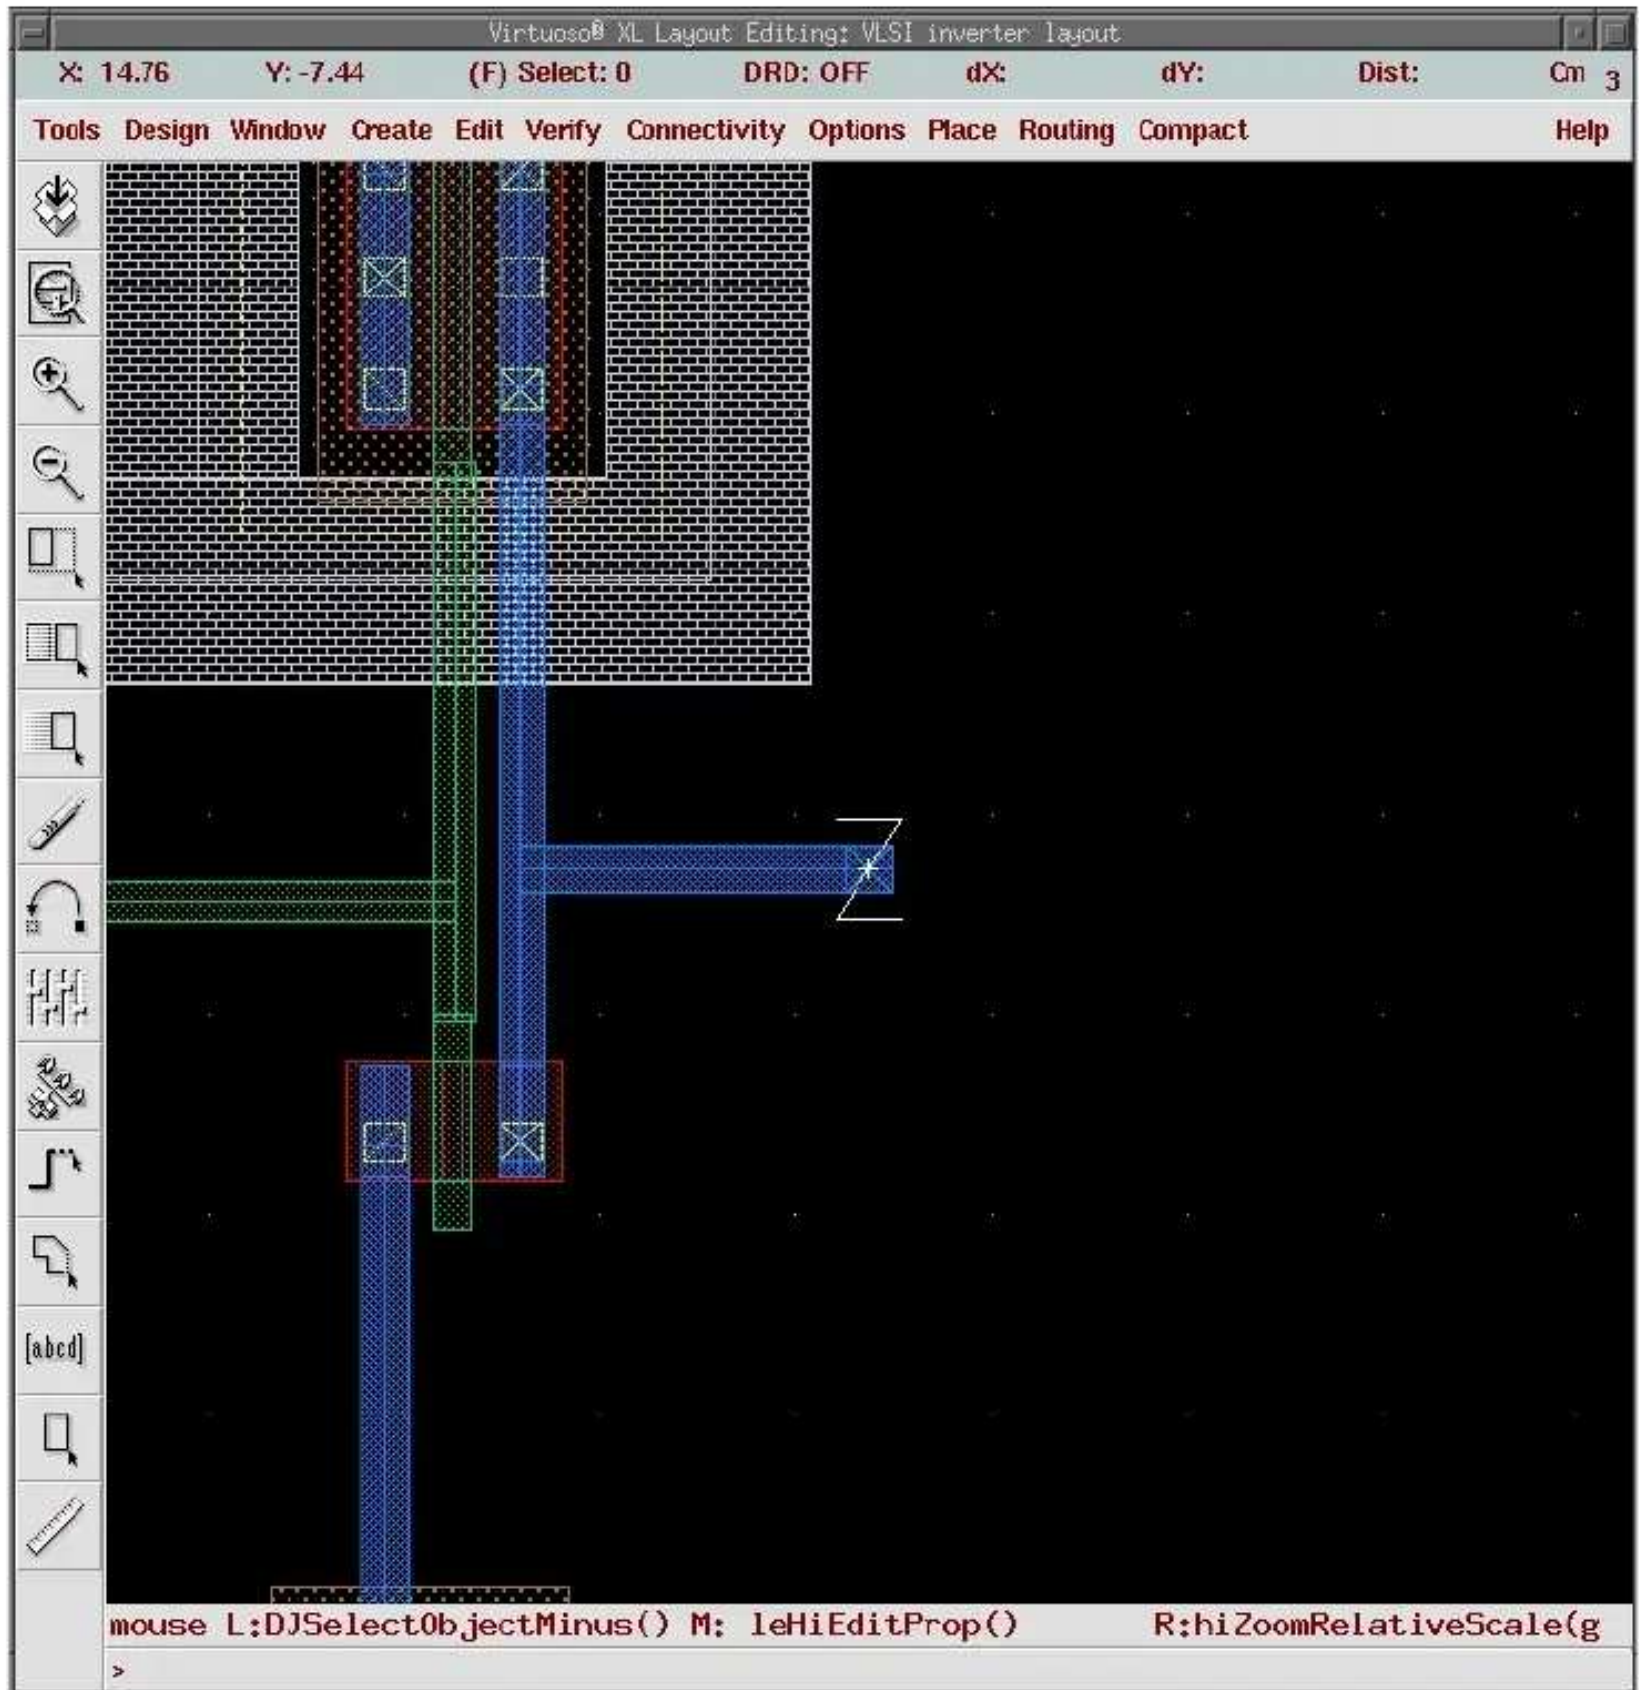 Virtuoso® XL Layout Editing: VLSI inverter layout
X: 14.76 Y: -7.44 (F) Select: 0 DRD: OFF dX: dY: Dist: Cm 3
Tools Design Window Create Edit Verify Connectivity Options Place Routing Compact Help
Z
[abcd]
mouse L:DJSelectObjectMinus() M: leHiEditProp() R:hiZoomRelativeScale(g
>